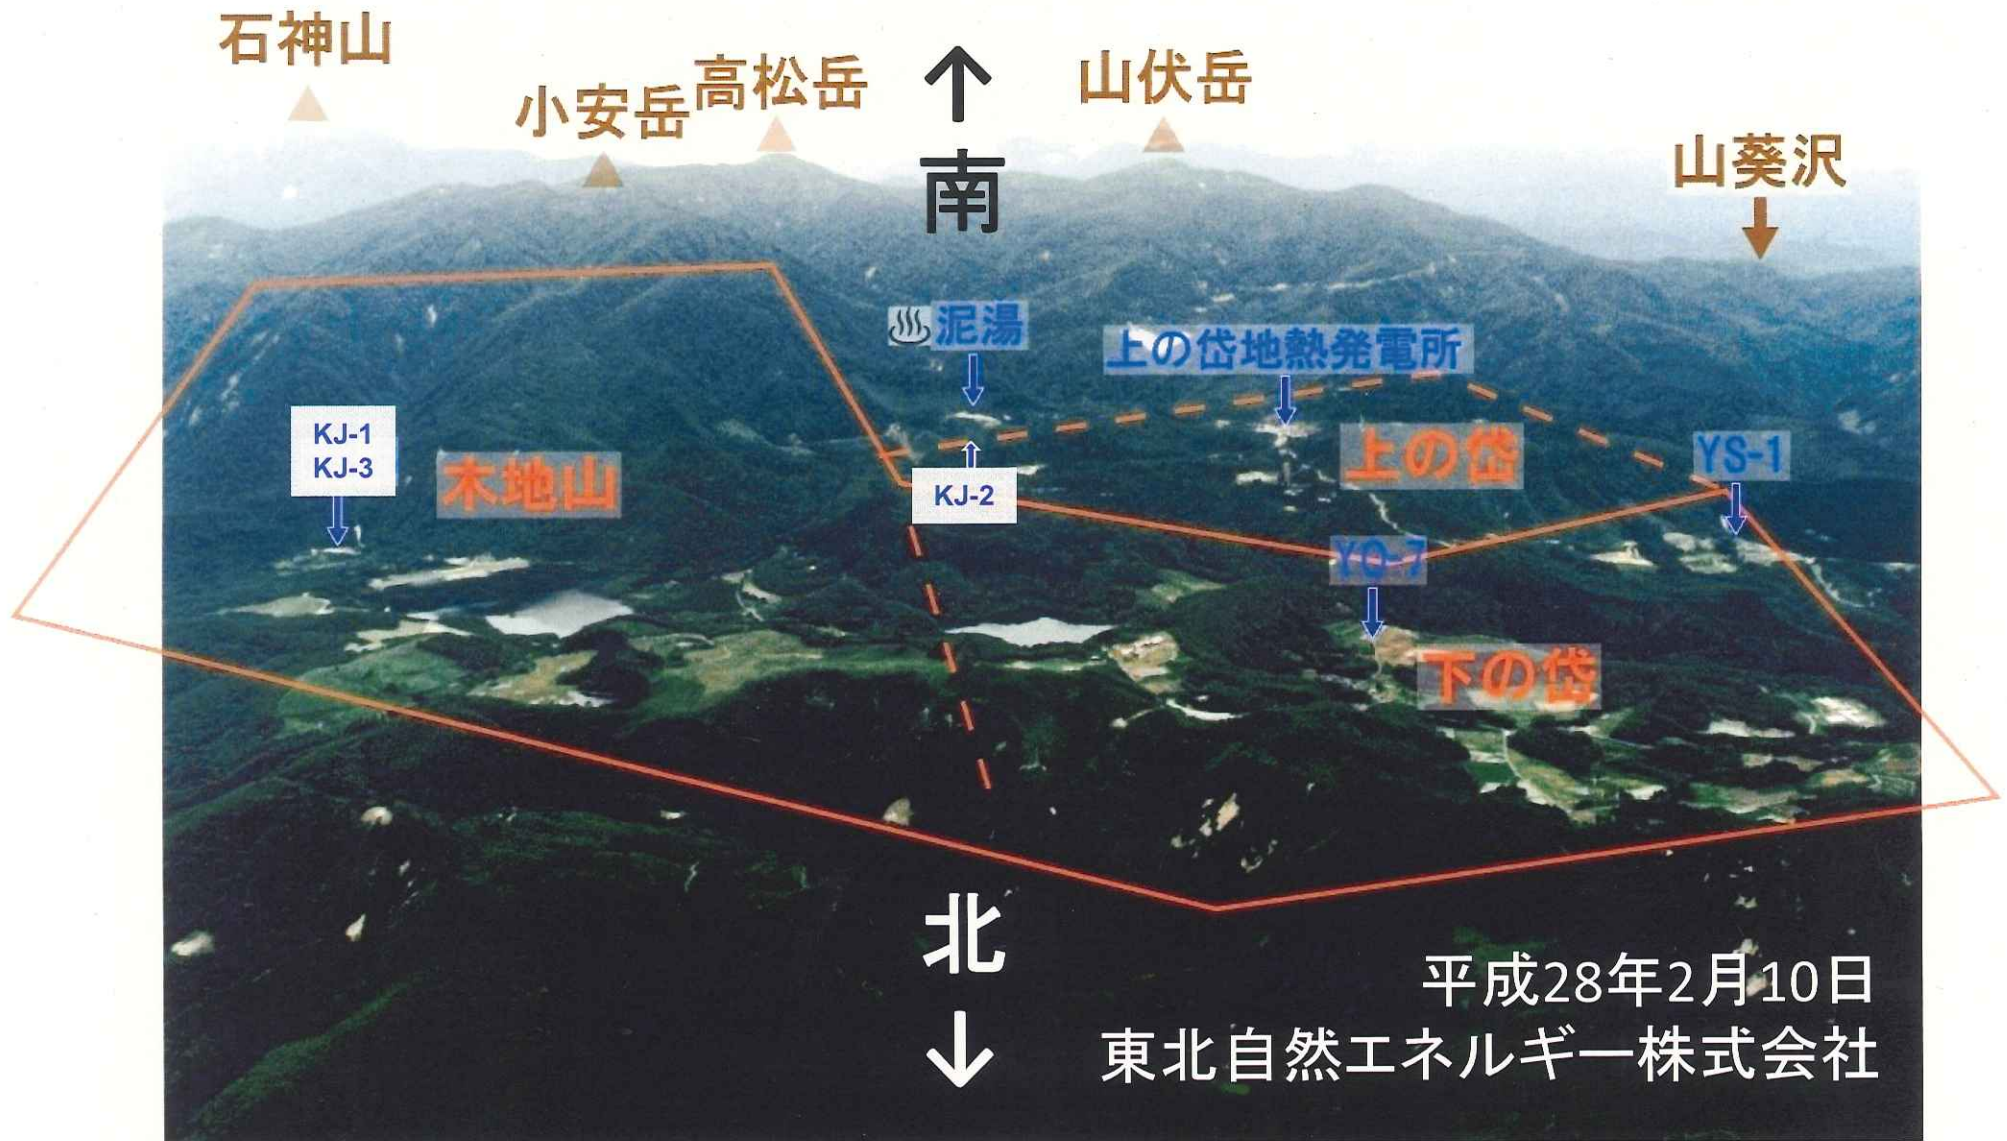 石神山
小安岳
高松岳
↑
南
山伏岳
山葵沢
泥湯
上の岱地熱発電所
KJ-1
KJ-3
木地山
KJ-2
上の岱
YS-1
YO-7
下の岱
北
↓
平成28年2月10日
東北自然エネルギー株式会社